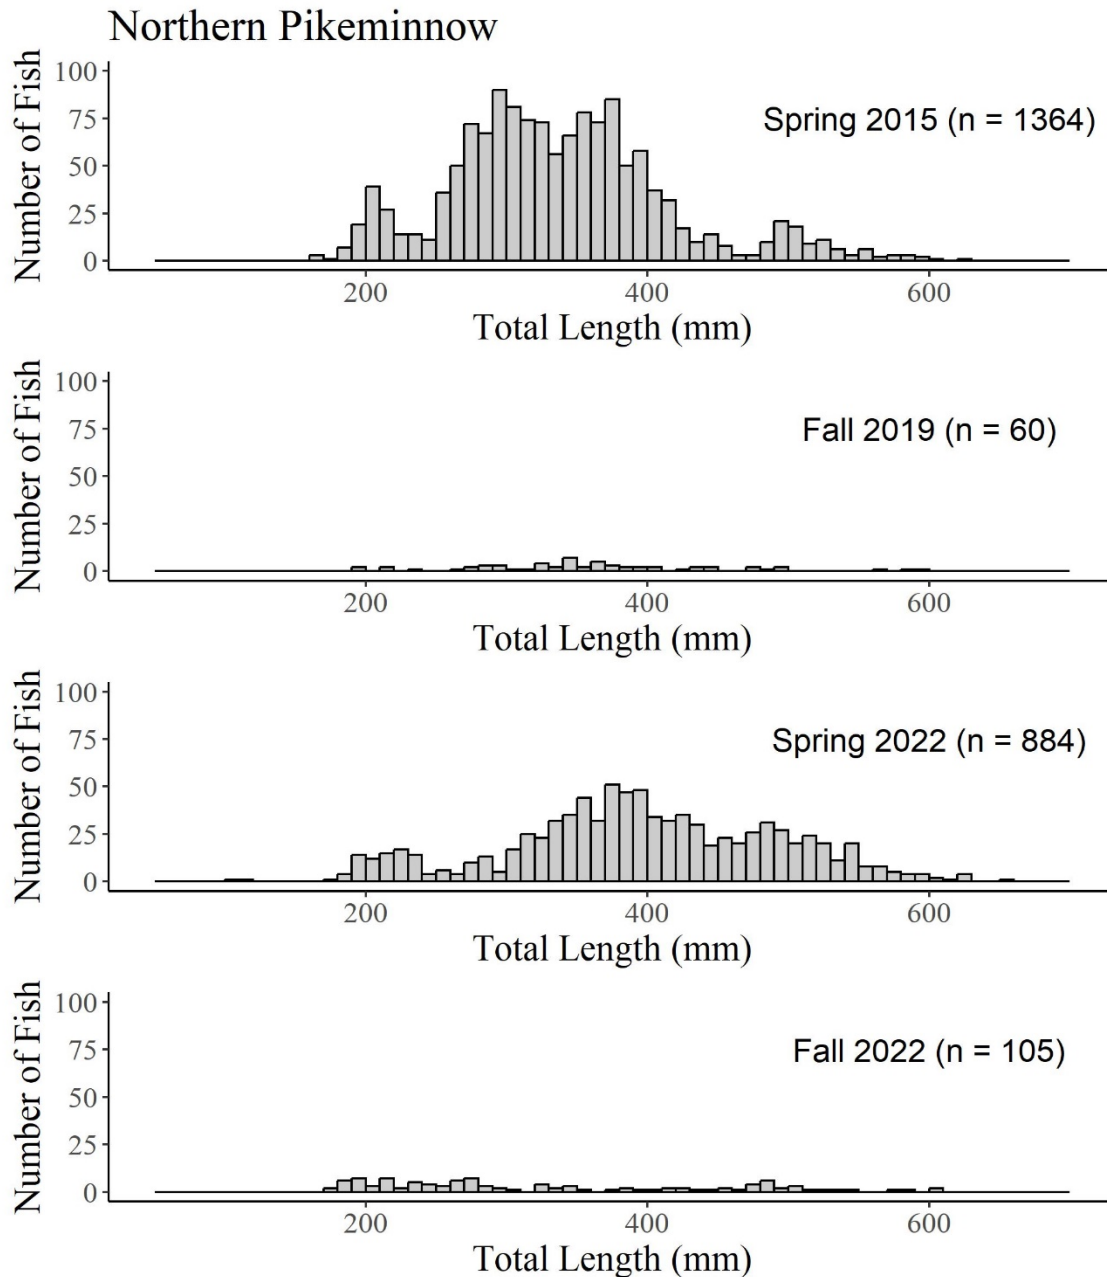 Northern Pikeminnow
Number of Fish
100
75
50
25
0
Spring 2015 (n = 1364)
200 400 600
Total Length (mm)
Number of Fish
100
75
50
25
0
Fall 2019 (n = 60)
200 400 600
Total Length (mm)
Number of Fish
100
75
50
25
0
Spring 2022 (n = 884)
200 400 600
Total Length (mm)
Number of Fish
100
75
50
25
0
Fall 2022 (n = 105)
200 400 600
Total Length (mm)